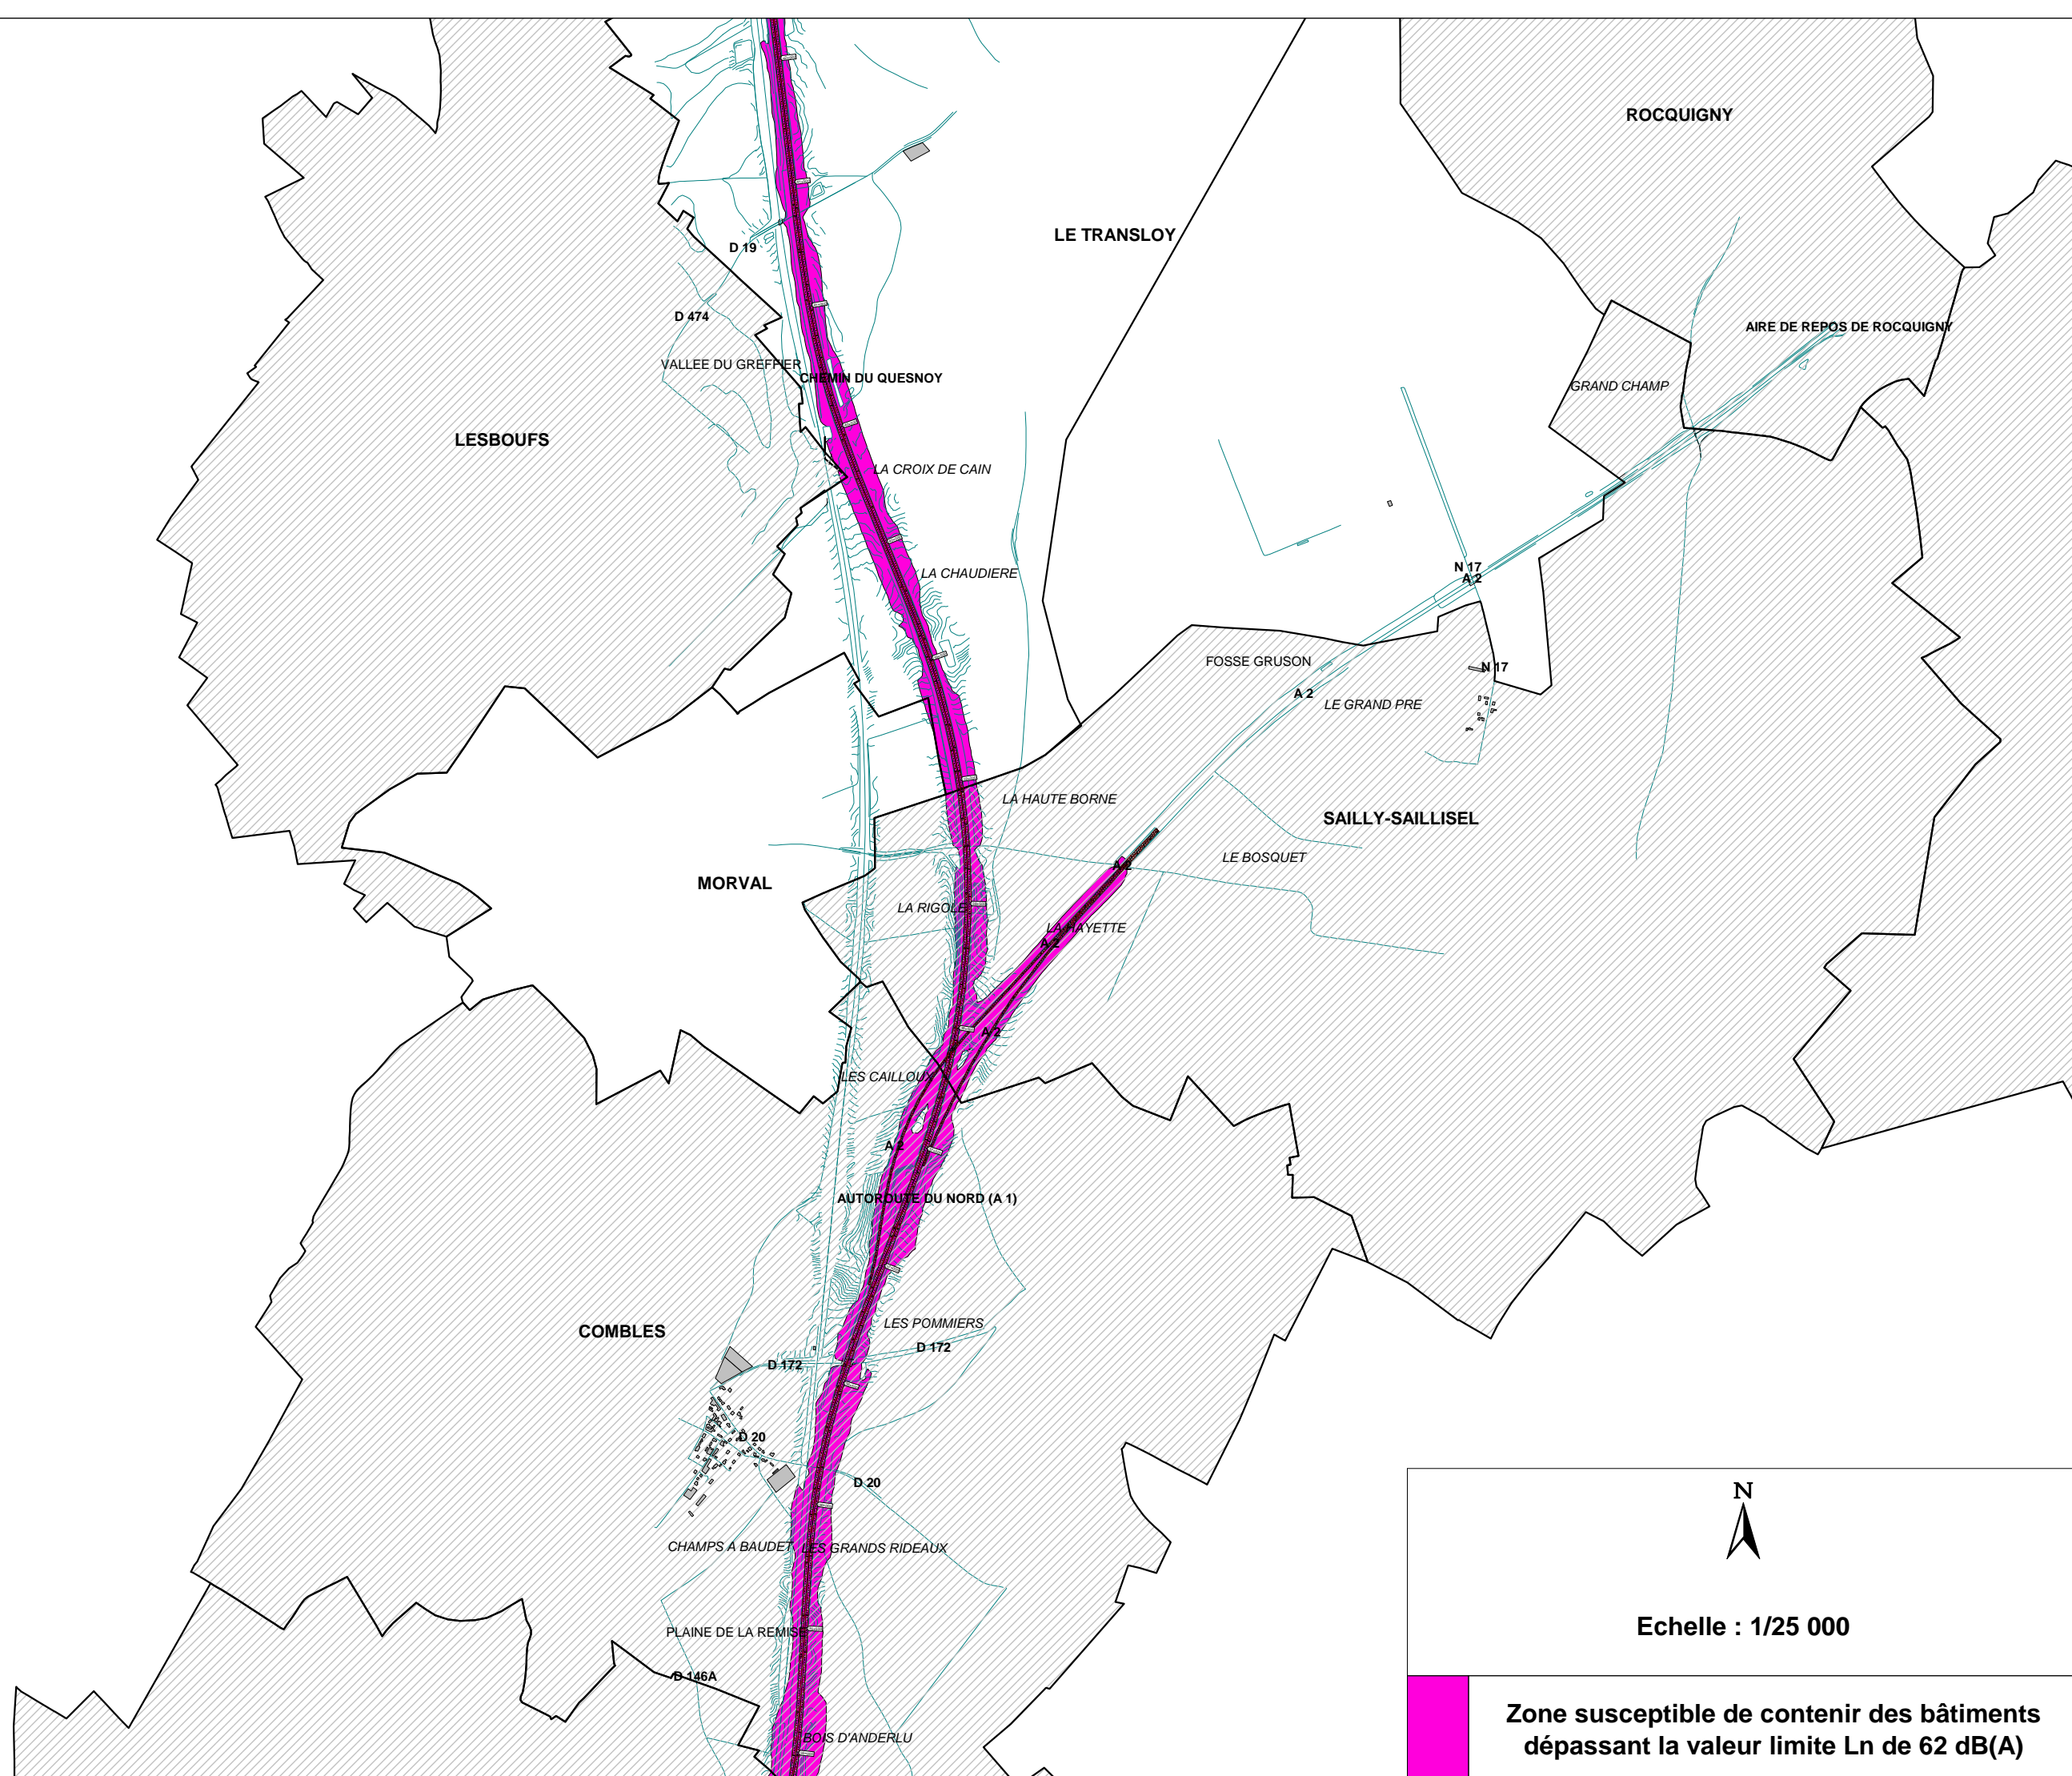 ROCQUIGNY
LE TRANSLOY
D 19
D 474
AIRE DE REPOS DE ROCQUIGNY
VALLEE DU GREFFIER
CHEMIN DU QUESNOY
GRAND CHAMP
LESBOUFS
LA CROIX DE CAIN
LA CHAUDIERE
N 17
A 2
FOSSE GRUSON
N 17
A 2
LE GRAND PRE
LA HAUTE BORNE
SAILLY-SAILLISEL
LE BOSQUET
A 2
MORVAL
LA RIGOLE
LA HAYETTE
A 2
A 2
LES CAILLOUX
A 2
AUTOROUTE DU NORD (A 1)
LES POMMIERS
COMBLES
D 172
D 172
D 20
D 20
CHAMPS A BAUDET
LES GRANDS RIDEAUX
PLAINE DE LA REMISE
D 146A
BOIS D'ANDERLU
N
Echelle : 1/25 000
Zone susceptible de contenir des bâtiments
dépassant la valeur limite Ln de 62 dB(A)